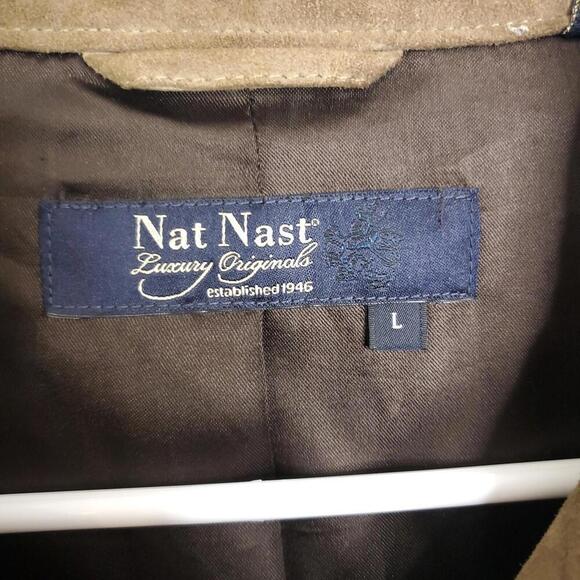 Nat Nast®
Luxury Originals
established 1946
L